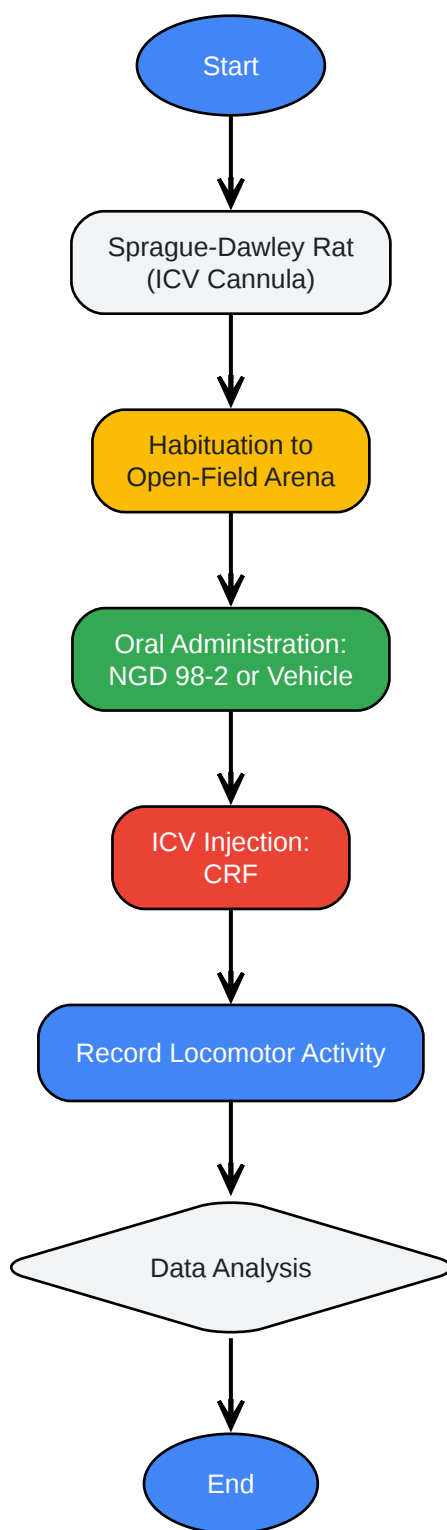 Start
Sprague-Dawley Rat
(ICV Cannula)
Habituation to
Open-Field Arena
Oral Administration:
NGD 98-2 or Vehicle
ICV Injection:
CRF
Record Locomotor Activity
Data Analysis
End